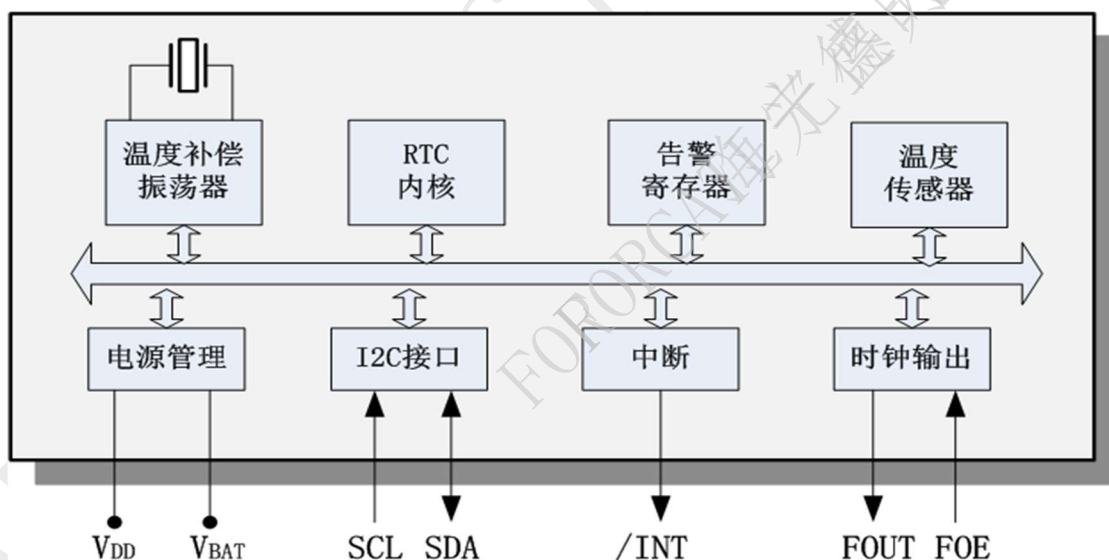 温度补偿
振荡器
RTC
内核
告警
寄存器
温度
传感器
电源管理
I2C接口
中断
时钟输出
VDD VBAT SCL SDA /INT FOUT FOE